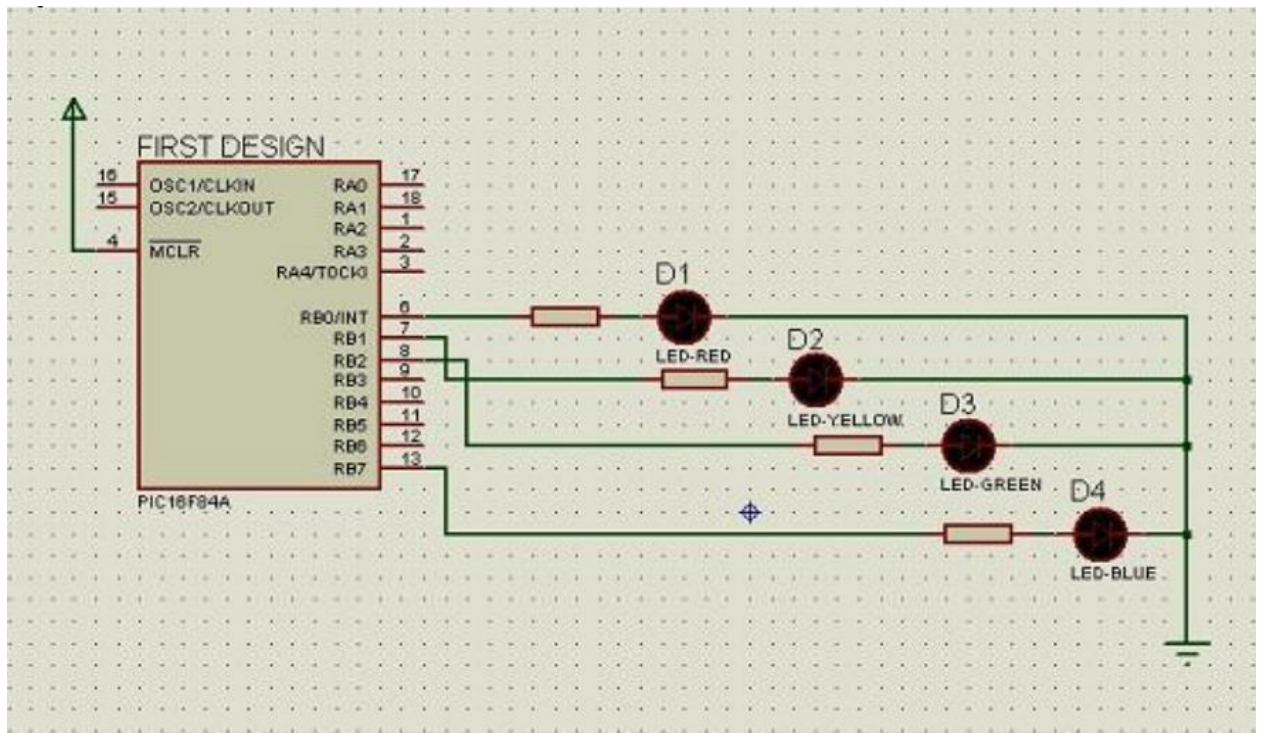 FIRST DESIGN
16 OSC1/CLKIN RA0 17
15 OSC2/CLKOUT RA1 18
RA2 1
4 MCLR RA3 2
RA4/T0CKI 3
RB0/INT 6
RB1 7
RB2 8
RB3 9
RB4 10
RB5 11
RB6 12
RB7 13
PIC16F84A
D1
LED-RED
D2
LED-YELLOW
D3
LED-GREEN
D4
LED-BLUE